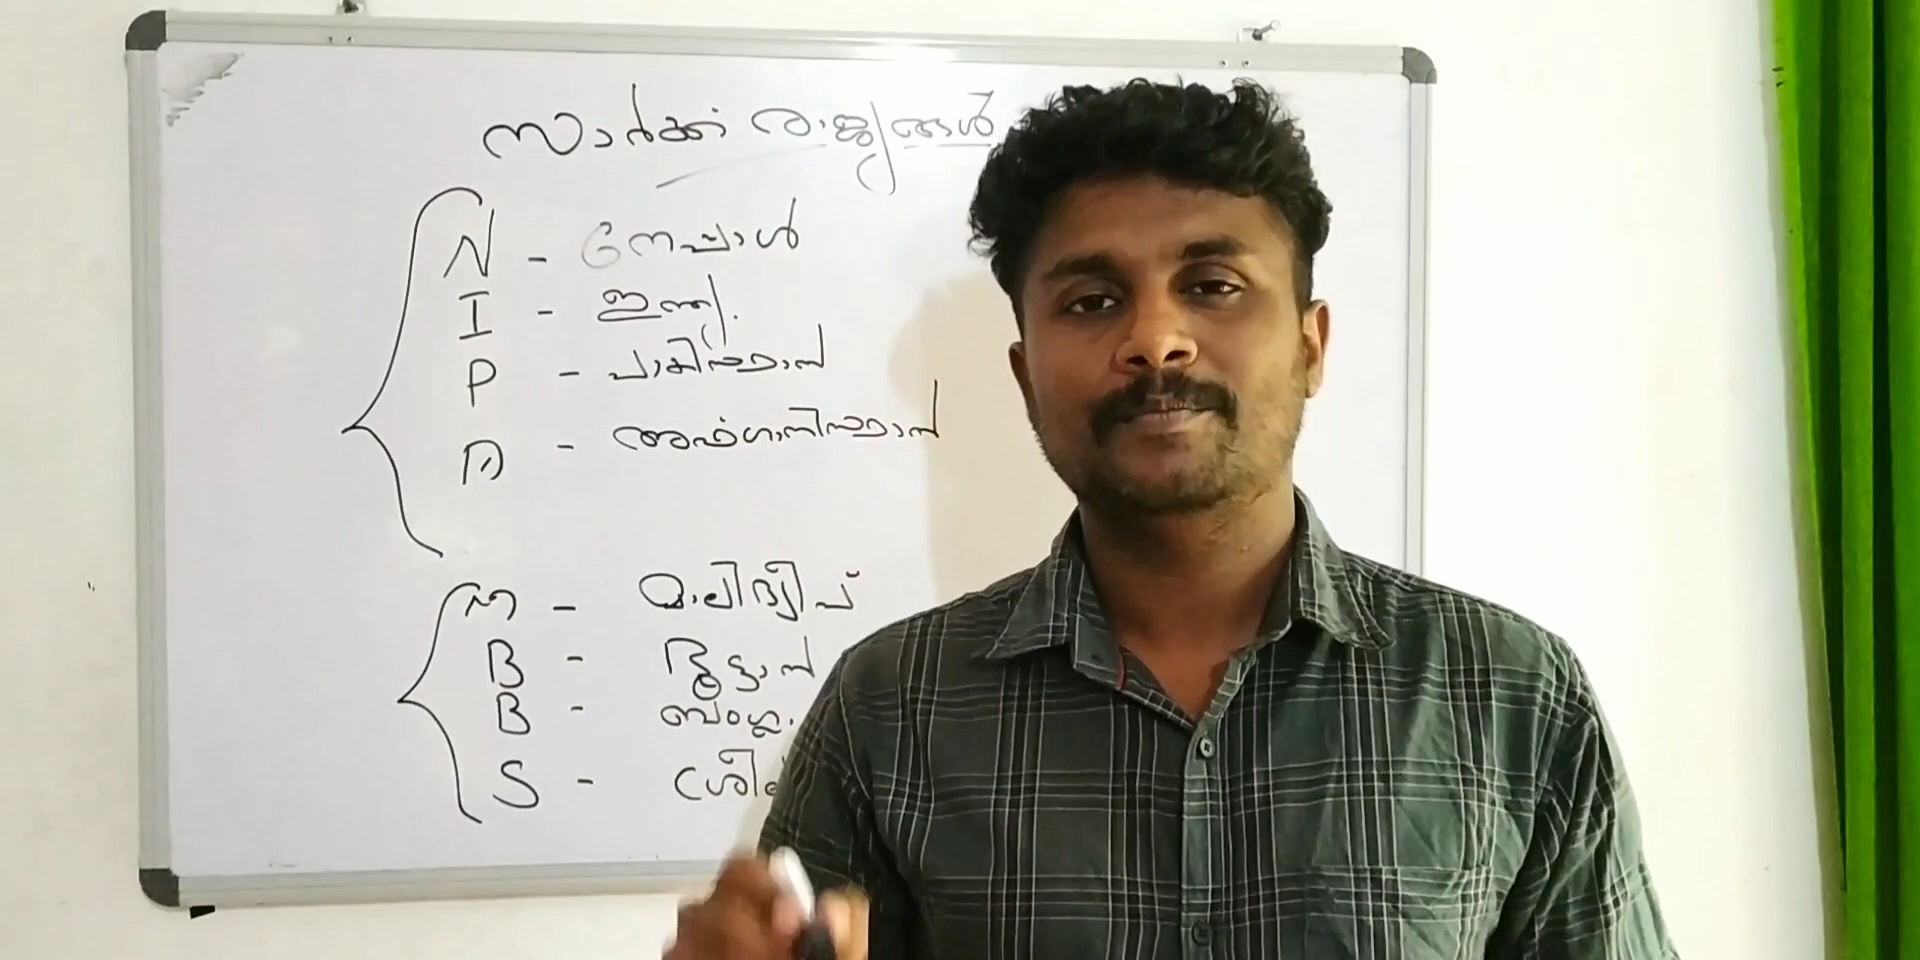 സാർക്ക് രാജ്യങ്ങൾ
N - നേപ്പാൾ
I - ഇന്ത്യ.
P - പാകിസ്ഥാൻ
A - അഫ്ഗാനിസ്ഥാൻ
M - മാലിദ്വീപ്
B - ഭൂട്ടാൻ
B - ബംഗ്ലാ
S - ശ്രീല